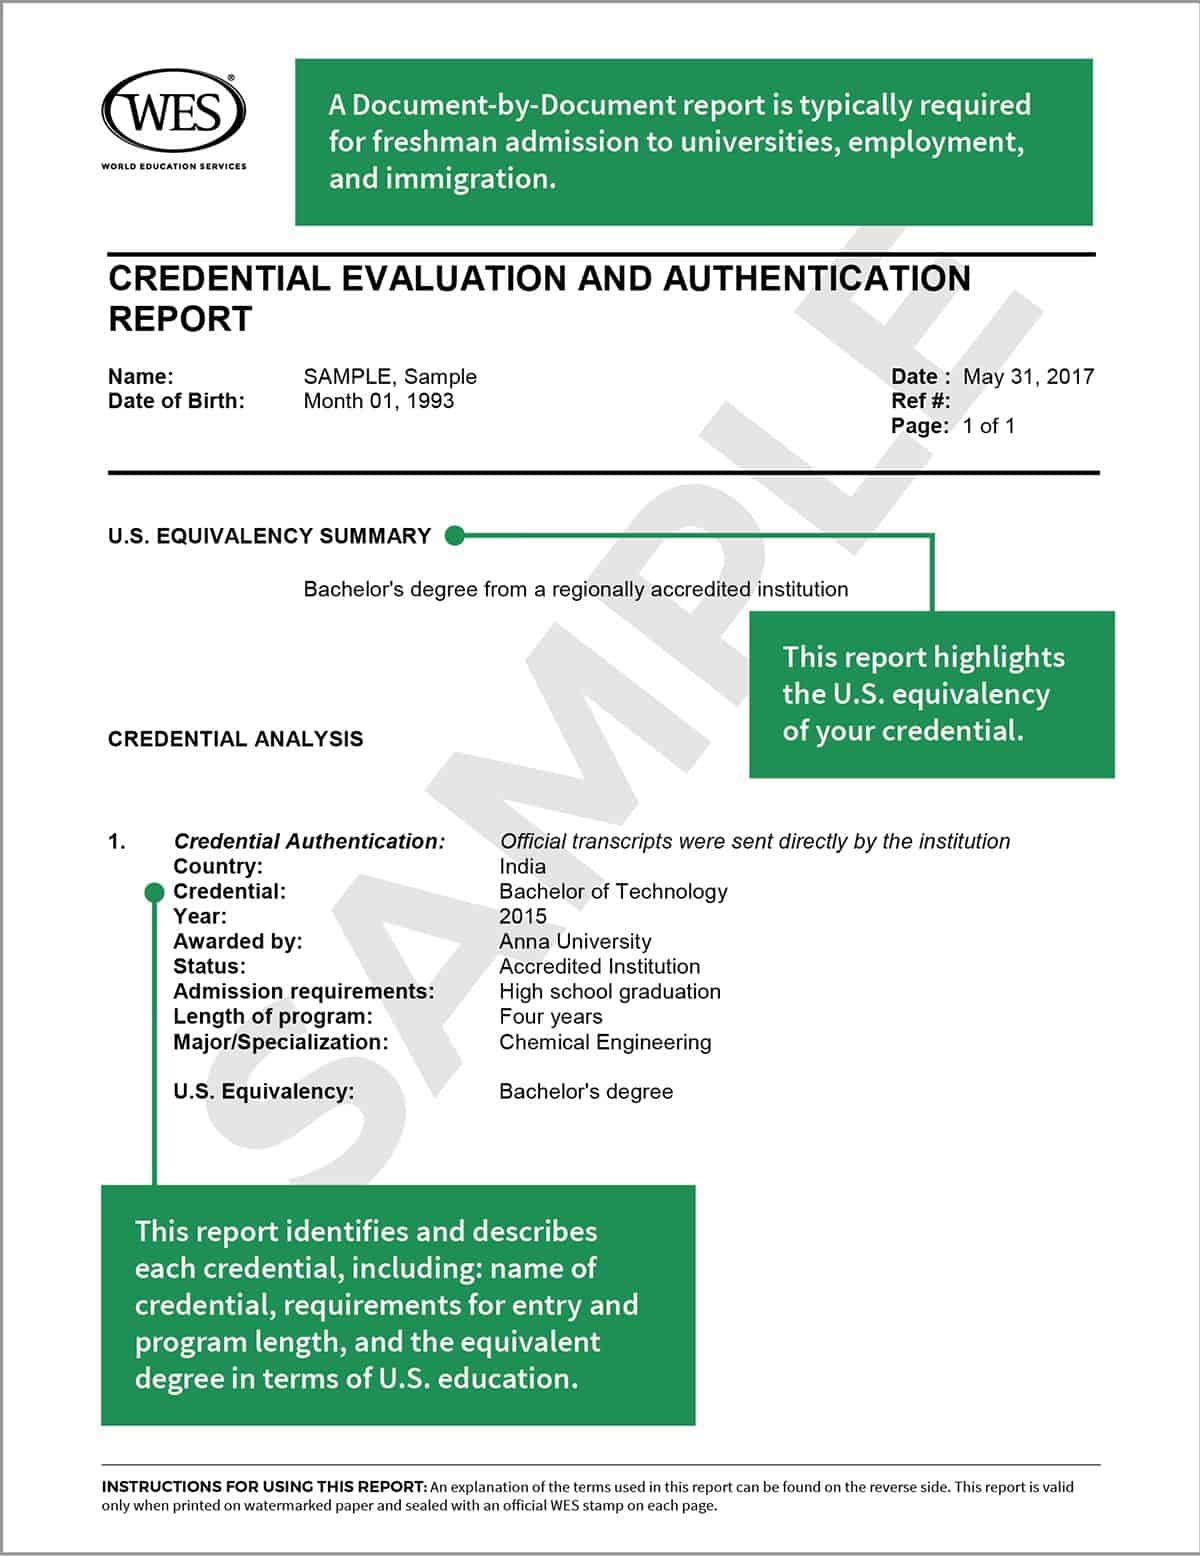 WES®
WORLD EDUCATION SERVICES
A Document-by-Document report is typically required
for freshman admission to universities, employment,
and immigration.
CREDENTIAL EVALUATION AND AUTHENTICATION
REPORT
Name: SAMPLE, Sample Date : May 31, 2017
Date of Birth: Month 01, 1993 Ref #:
Page: 1 of 1
U.S. EQUIVALENCY SUMMARY
Bachelor's degree from a regionally accredited institution
This report highlights
the U.S. equivalency
of your credential.
CREDENTIAL ANALYSIS
1. Credential Authentication: Official transcripts were sent directly by the institution
Country: India
Credential: Bachelor of Technology
Year: 2015
Awarded by: Anna University
Status: Accredited Institution
Admission requirements: High school graduation
Length of program: Four years
Major/Specialization: Chemical Engineering
U.S. Equivalency: Bachelor's degree
SAMPLE
This report identifies and describes
each credential, including: name of
credential, requirements for entry and
program length, and the equivalent
degree in terms of U.S. education.
INSTRUCTIONS FOR USING THIS REPORT: An explanation of the terms used in this report can be found on the reverse side. This report is valid
only when printed on watermarked paper and sealed with an official WES stamp on each page.